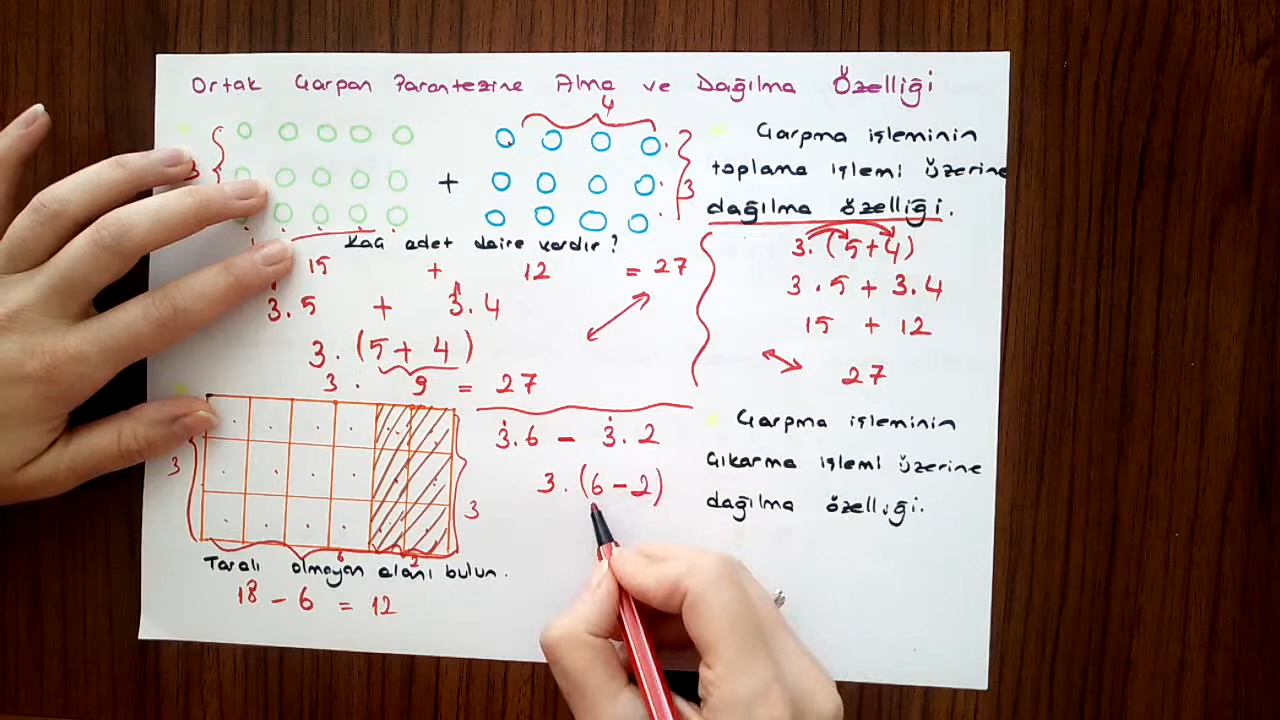 Ortak Çarpan Parantezine Alma ve Dağılma Özelliği
4
3
+
3
Kaç adet daire vardır?
15 + 12 = 27
3.5 + 3.4
3.(5+4)
3. 9 = 27
Çarpma işleminin
toplama işlemi üzerine
dağılma özelliği.
3.(5+4)
3.5 + 3.4
15 + 12
27
3
3
6
2
Taralı olmayan alanı bulun.
18 - 6 = 12
3.6 - 3.2
3.(6-2)
Çarpma işleminin
Çıkarma işlemi üzerine
dağılma özelliği.